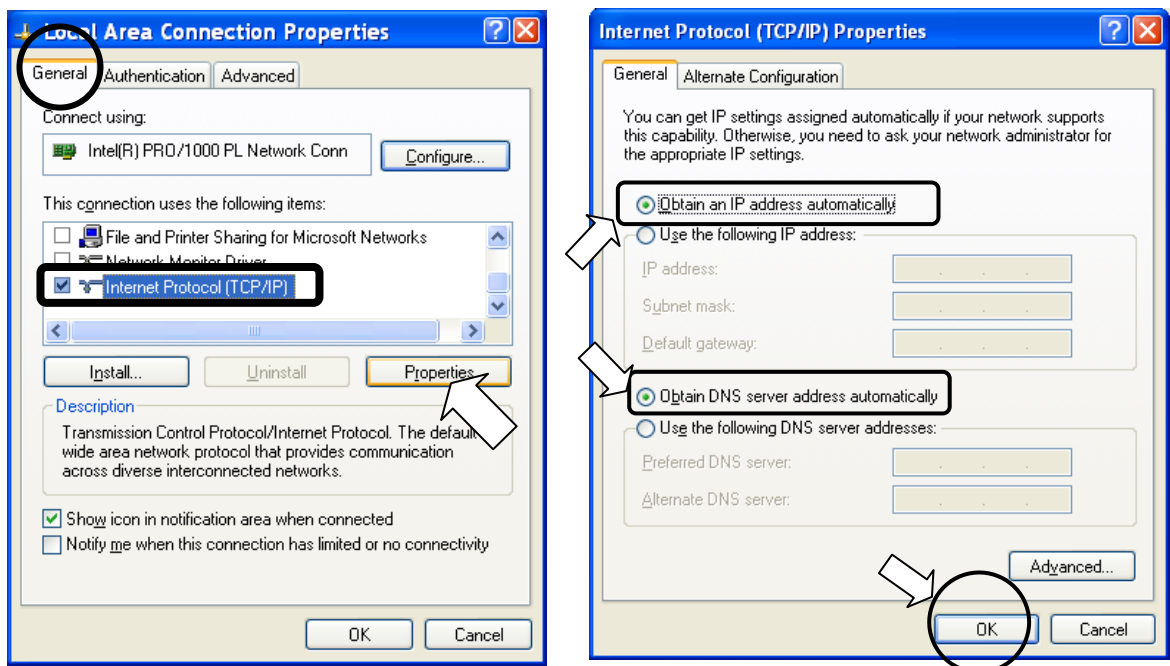 Local Area Connection Properties
General
Authentication
Advanced
Connect using:
Intel(R) PRO/1000 PL Network Conn
Configure...
This connection uses the following items:
File and Printer Sharing for Microsoft Networks
Network Monitor Driver
Internet Protocol (TCP/IP)
Install...
Uninstall
Properties
Description
Transmission Control Protocol/Internet Protocol. The default
wide area network protocol that provides communication
across diverse interconnected networks.
Show icon in notification area when connected
Notify me when this connection has limited or no connectivity
OK
Cancel
Internet Protocol (TCP/IP) Properties
General
Alternate Configuration
You can get IP settings assigned automatically if your network supports
this capability. Otherwise, you need to ask your network administrator for
the appropriate IP settings.
Obtain an IP address automatically
Use the following IP address:
IP address:
Subnet mask:
Default gateway:
Obtain DNS server address automatically
Use the following DNS server addresses:
Preferred DNS server:
Alternate DNS server:
Advanced...
OK
Cancel